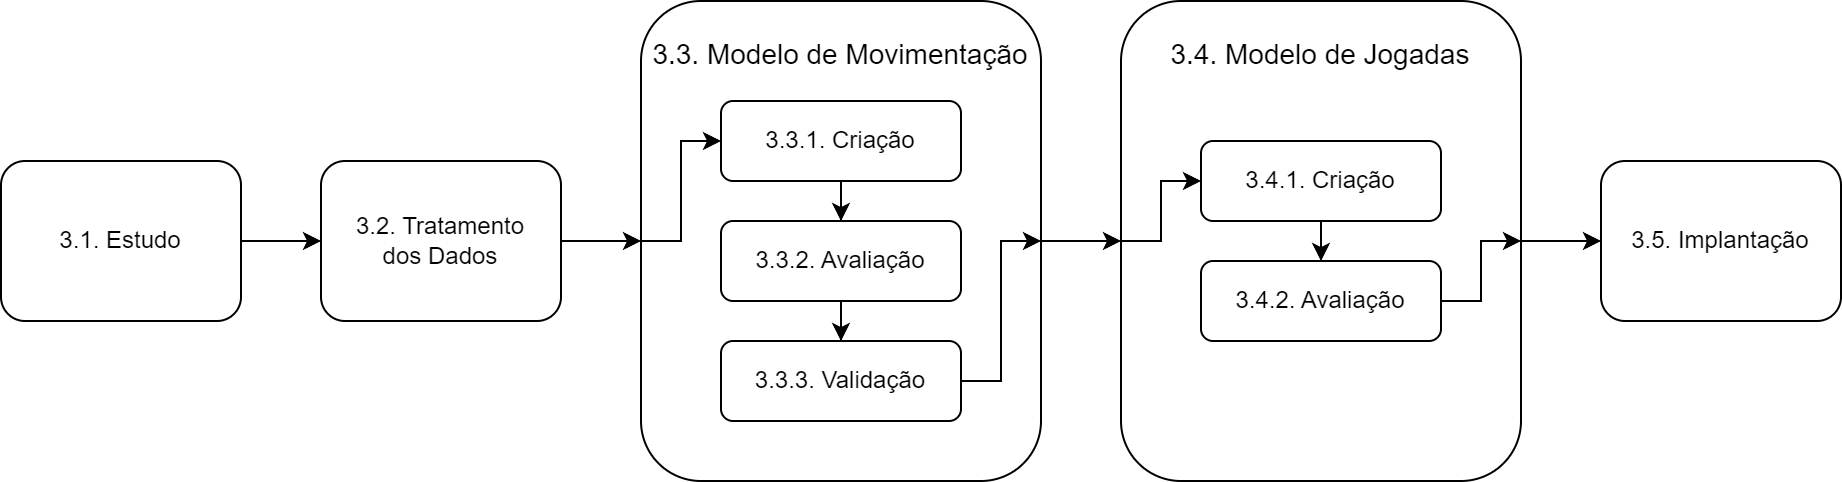 3.1. Estudo
3.2. Tratamento
dos Dados
3.3. Modelo de Movimentação
3.3.1. Criação
3.3.2. Avaliação
3.3.3. Validação
3.4. Modelo de Jogadas
3.4.1. Criação
3.4.2. Avaliação
3.5. Implantação